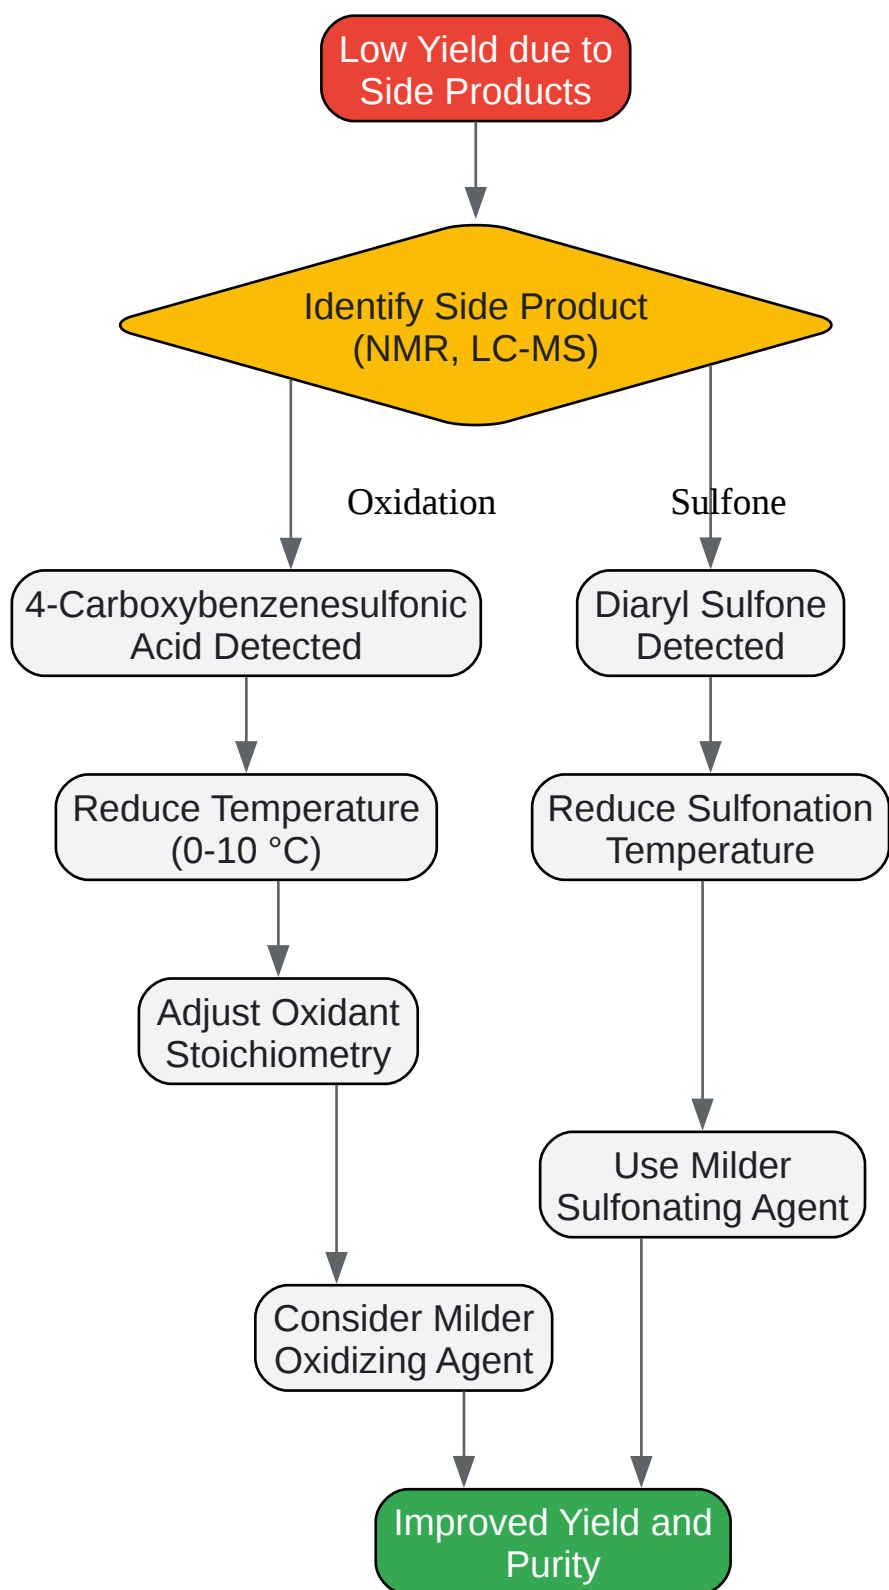 Low Yield due to
Side Products
Identify Side Product
(NMR, LC-MS)
Oxidation
Sulfone
4-Carboxybenzenesulfonic
Acid Detected
Diaryl Sulfone
Detected
Reduce Temperature
(0-10 °C)
Reduce Sulfonation
Temperature
Adjust Oxidant
Stoichiometry
Use Milder
Sulfonating Agent
Consider Milder
Oxidizing Agent
Improved Yield and
Purity